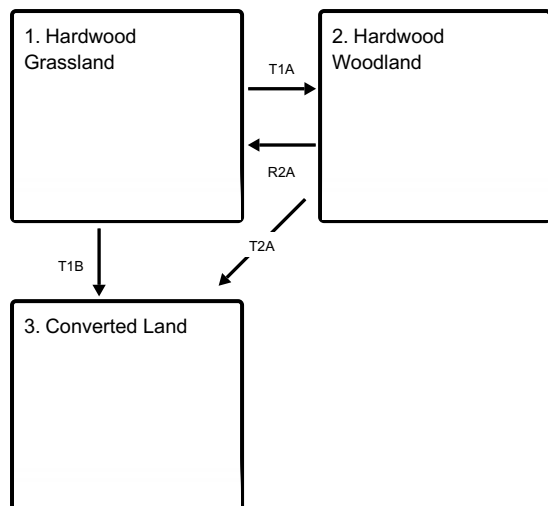 1. Hardwood
Grassland
2. Hardwood
Woodland
T1A
R2A
T1B
T2A
3. Converted Land